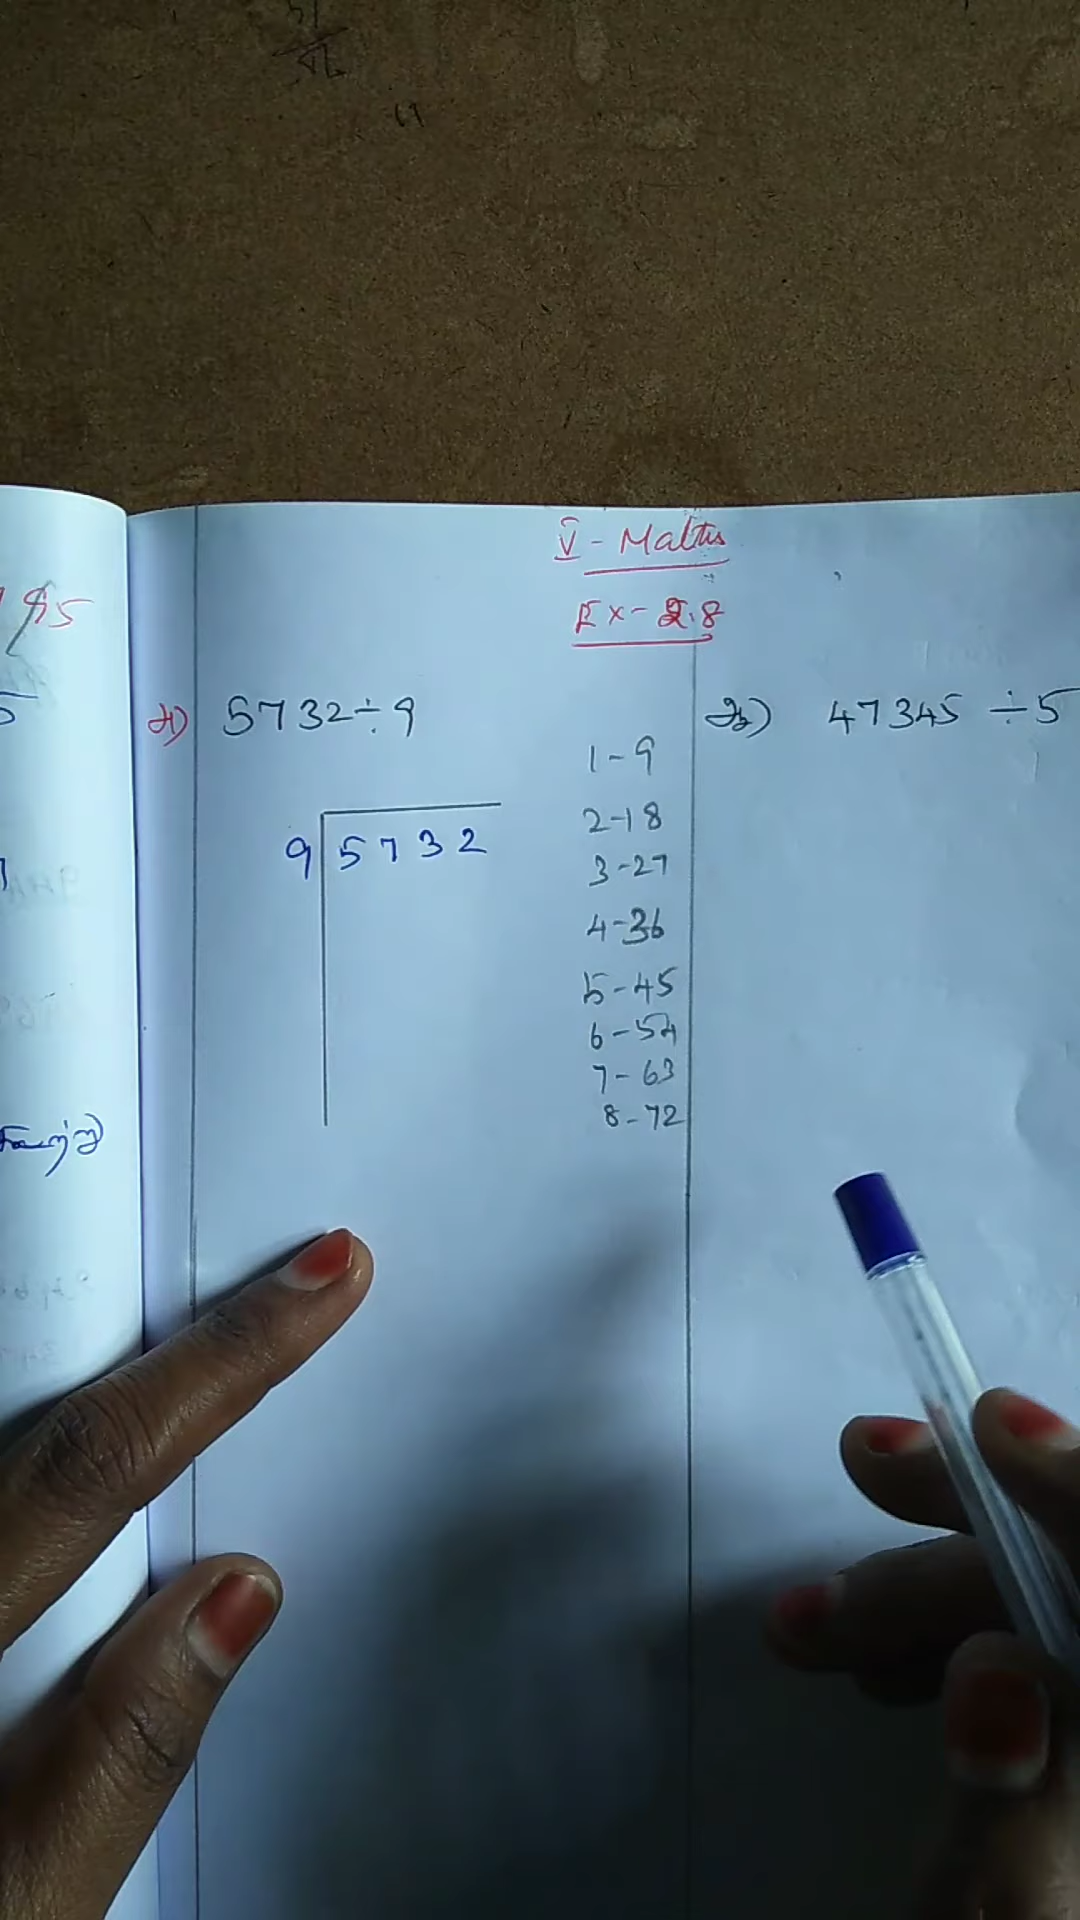 V - Maths
Ex - 2.8
அ) 5732 ÷ 9
9 5732
1 - 9
2 - 18
3 - 27
4 - 36
5 - 45
6 - 54
7 - 63
8 - 72
ஆ) 47345 ÷ 5